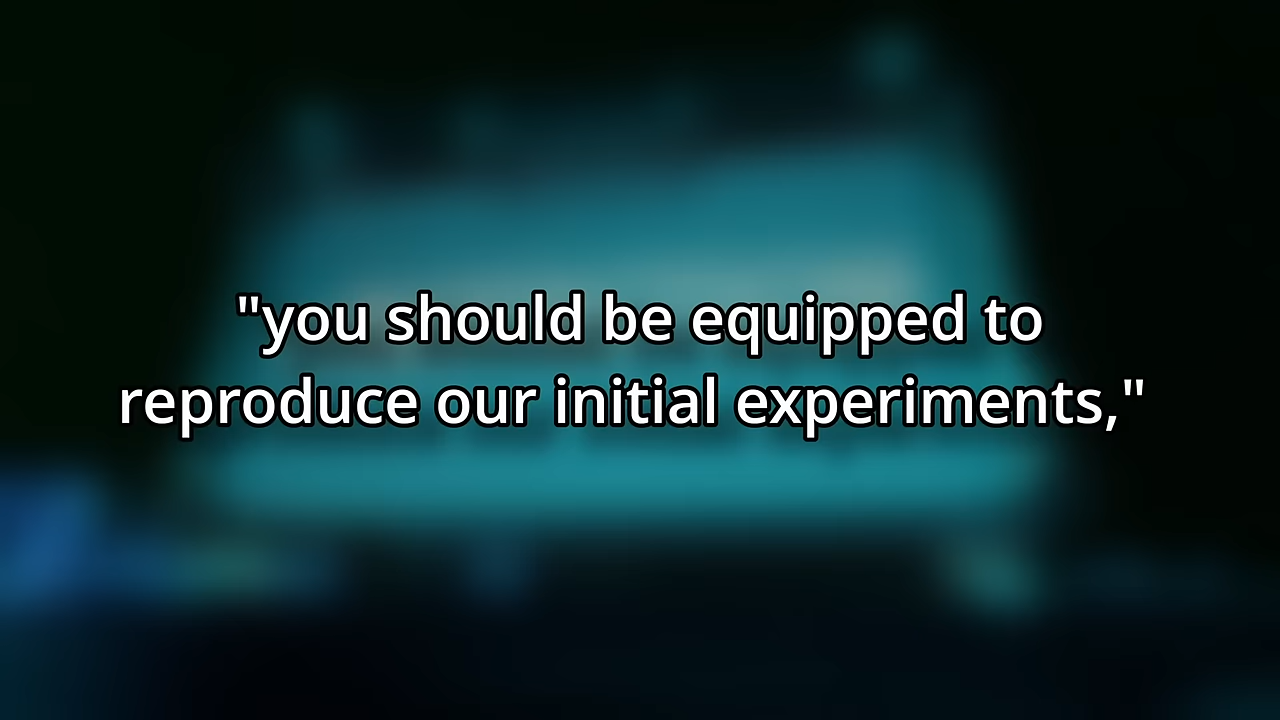 "you should be equipped to
reproduce our initial experiments,"